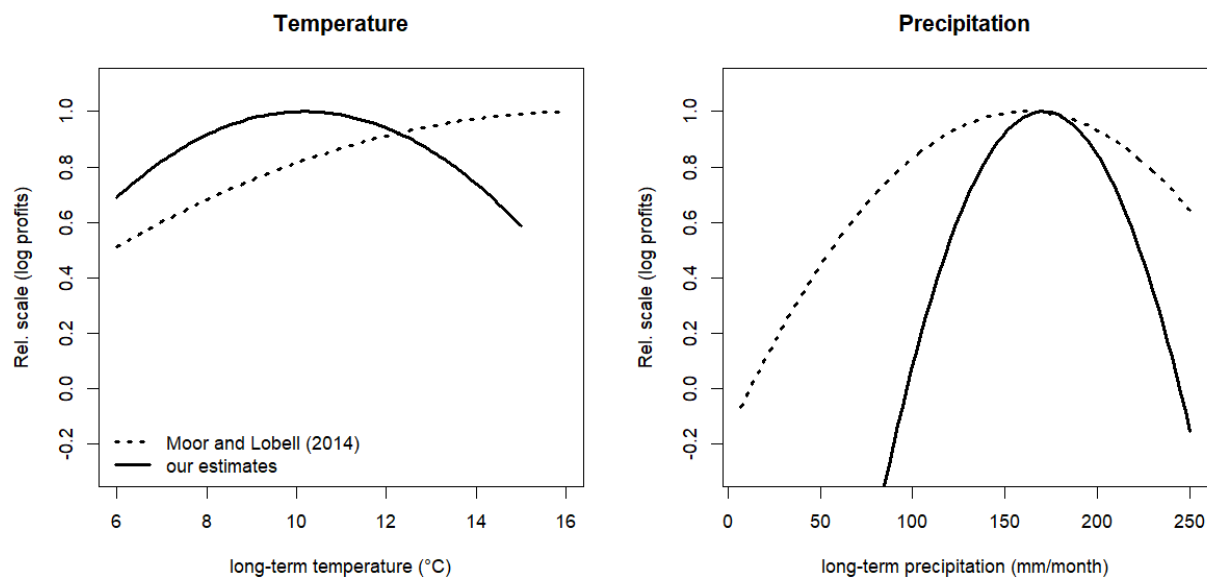 Temperature
Rel. scale (log profits)
1.0
0.8
0.6
0.4
0.2
0.0
-0.2
Moor and Lobell (2014)
our estimates
6 8 10 12 14 16
long-term temperature (°C)
Precipitation
Rel. scale (log profits)
1.0
0.8
0.6
0.4
0.2
0.0
-0.2
0 50 100 150 200 250
long-term precipitation (mm/month)